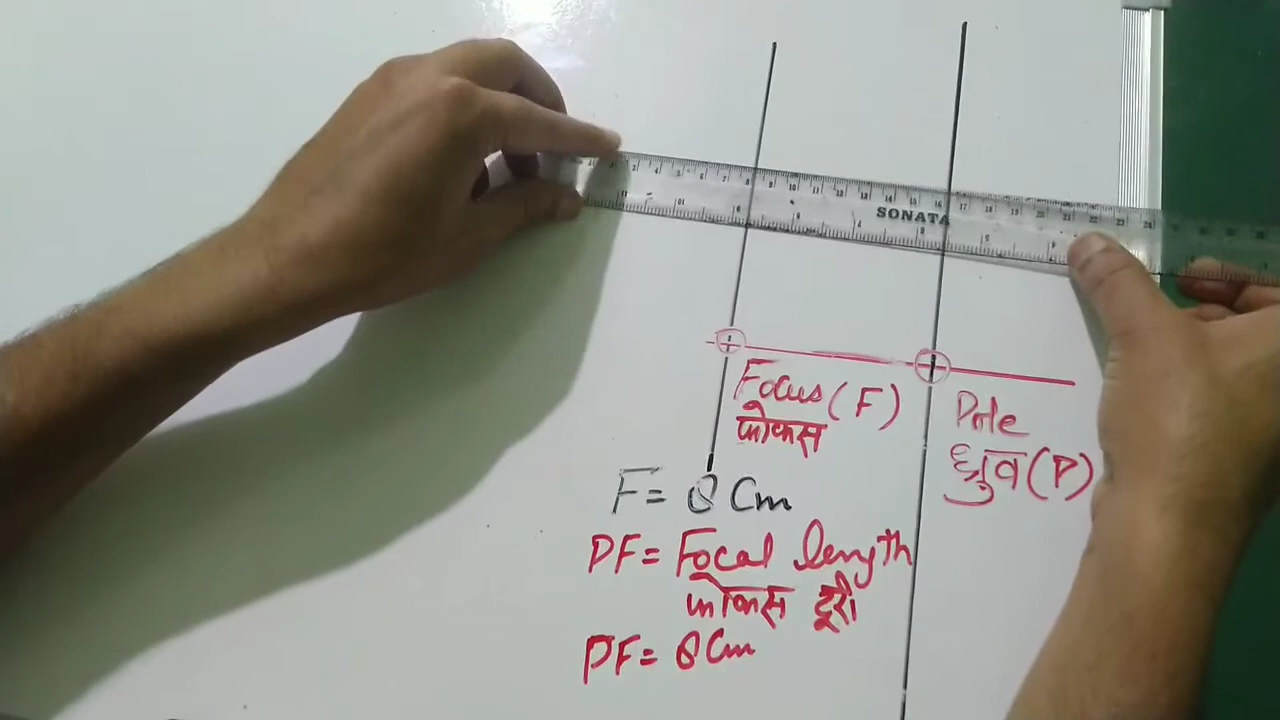 SONATA
Focus (F)
फोकस
Pole
ध्रुव (P)
F = 8 Cm
PF = Focal length
फोकस दूरी
PF = 8 Cm